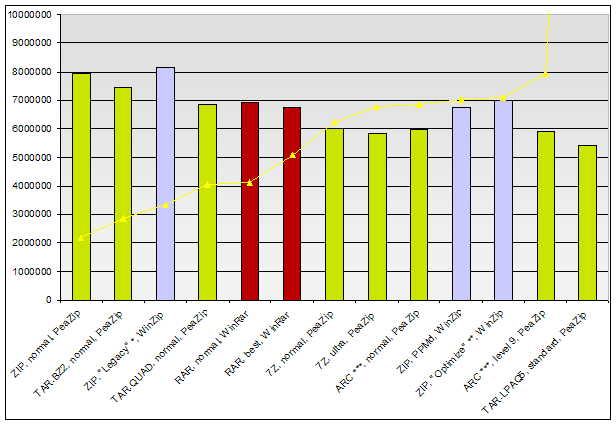 10000000
9000000
8000000
7000000
6000000
5000000
4000000
3000000
2000000
1000000
0
ZIP, normal, PeaZip
TAR.BZ2, normal, PeaZip
ZIP, "Legacy" *, WinZip
TAR.QUAD, normal, PeaZip
RAR, normal, WinRar
RAR, best, WinRar
7Z, normal, PeaZip
7Z, ultra, PeaZip
ARC ***, normal, PeaZip
ZIP, PPMd, WinZip
ZIP, "Optimize" **, WinZip
ARC ***, level 9, PeaZip
TAR.LPAQ5, standard, PeaZip